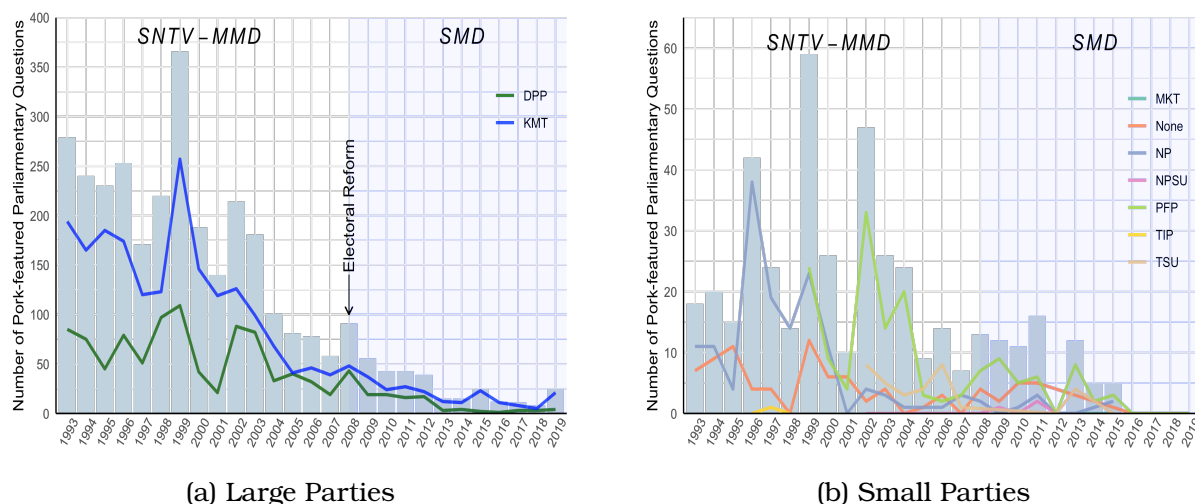 Number of Pork-featured Parliarmentary Questions
400
350
300
250
200
150
100
50
0
SNTV-MMD
SMD
DPP
KMT
Electoral Reform
1993 1994 1995 1996 1997 1998 1999 2000 2001 2002 2003 2004 2005 2006 2007 2008 2009 2010 2011 2012 2013 2014 2015 2016 2017 2018 2019
(a) Large Parties
Number of Pork-featured Parliarmentary Questions
60
50
40
30
20
10
0
SNTV-MMD
SMD
MKT
None
NP
NPSU
PFP
TIP
TSU
1993 1994 1995 1996 1997 1998 1999 2000 2001 2002 2003 2004 2005 2006 2007 2008 2009 2010 2011 2012 2013 2014 2015 2016 2017 2018 2019
(b) Small Parties